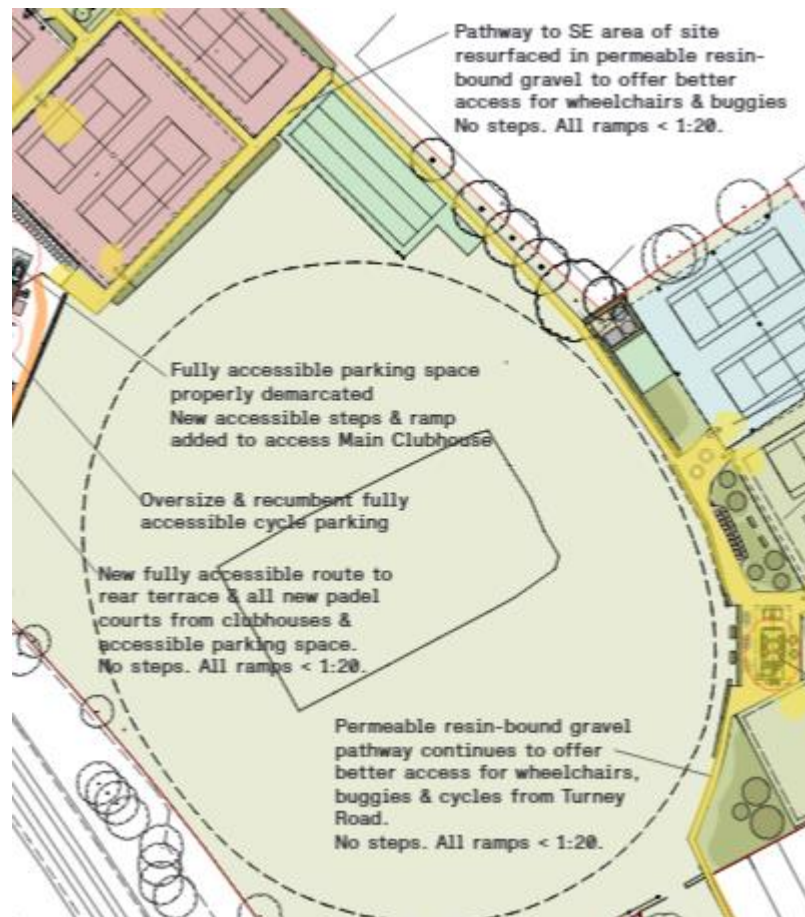 Pathway to SE area of site
resurfaced in permeable resin-
bound gravel to offer better
access for wheelchairs & buggies
No steps. All ramps < 1:20.
Fully accessible parking space
properly demarcated
New accessible steps & ramp
added to access Main Clubhouse
Oversize & recumbent fully
accessible cycle parking
New fully accessible route to
rear terrace & all new padel
courts from clubhouses &
accessible parking space.
No steps. All ramps < 1:20.
Permeable resin-bound gravel
pathway continues to offer
better access for wheelchairs,
buggies & cycles from Turney
Road.
No steps. All ramps < 1:20.